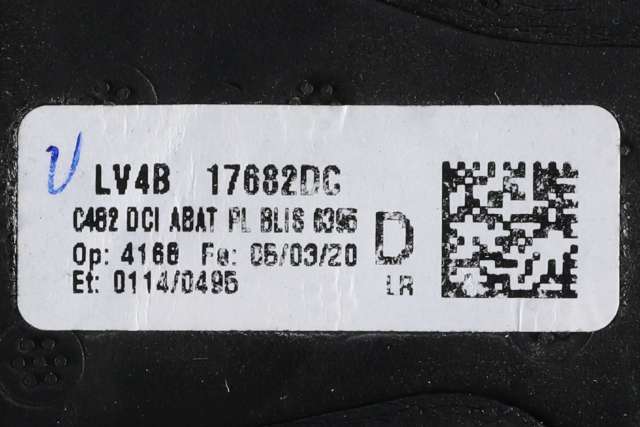 LV4B 17682DC
C482 DCI ABAT PL BLIS 6395
Op: 4168 Fe: 05/03/20
Et: 0114/0495
D
LR